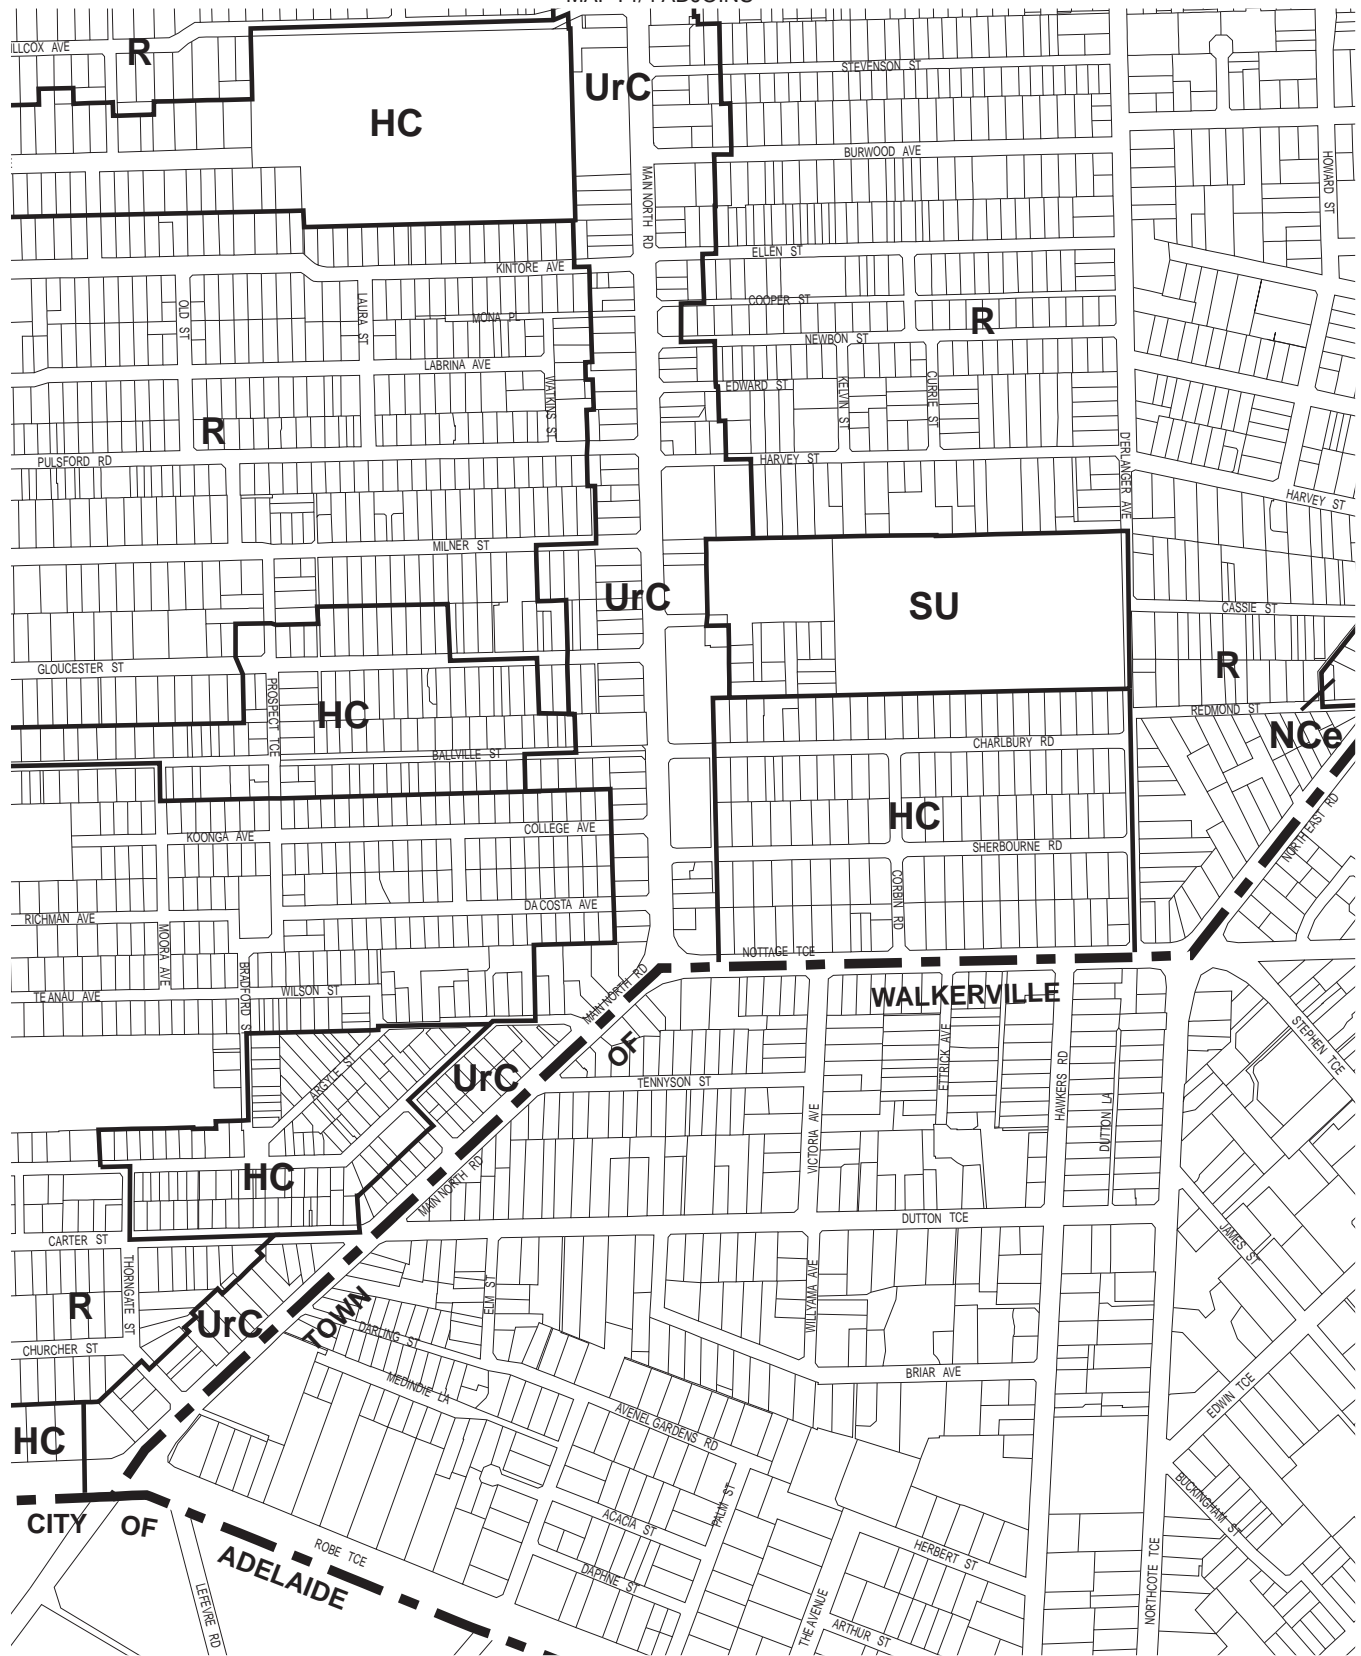 R
HC
UrC
STEVENSON ST
BURWOOD AVE
MAIN NORTH RD
HOWARD ST
ELLEN ST
KINTORE AVE
OLD ST
LAURA ST
MONA PL
COOPER ST
R
NEWBON ST
LABRINA AVE
WATKINS ST
EDWARD ST
KELVIN ST
CURRIE ST
R
PULSFORD RD
HARVEY ST
D'ERLANGER AVE
HARVEY ST
MILNER ST
UrC
SU
CASSIE ST
GLOUCESTER ST
R
PROSPECT TCE
HC
REDMOND ST
NCe
BALLVILLE ST
CHARLBURY RD
HC
KOONGA AVE
COLLEGE AVE
SHERBOURNE RD
NORTH EAST RD
CORBIN RD
RICHMAN AVE
DA COSTA AVE
MOORA AVE
NOTTAGE TCE
TE ANAU AVE
BRADFORD S
WILSON ST
MAIN NORTH RD
WALKERVILLE
OF
STEPHEN TCE
UrC
ARGYLE ST
TENNYSON ST
ETTRICK AVE
HAWKERS RD
DUTTON LA
VICTORIA AVE
HC
MAIN NORTH RD
DUTTON TCE
JAMES ST
CARTER ST
THORNGATE ST
ELM ST
WILLYAMA AVE
R
UrC
TOWN
DARLING ST
CHURCHER ST
MEDINDIE LA
BRIAR AVE
EDWIN TCE
AVENEL GARDENS RD
HC
BUCKINGHAM ST
PALM ST
CITY OF
ADELAIDE
ROBE TCE
ACACIA ST
HERBERT ST
DAPHNE ST
LEFEVRE RD
THE AVENUE
ARTHUR ST
NORTHCOTE TCE